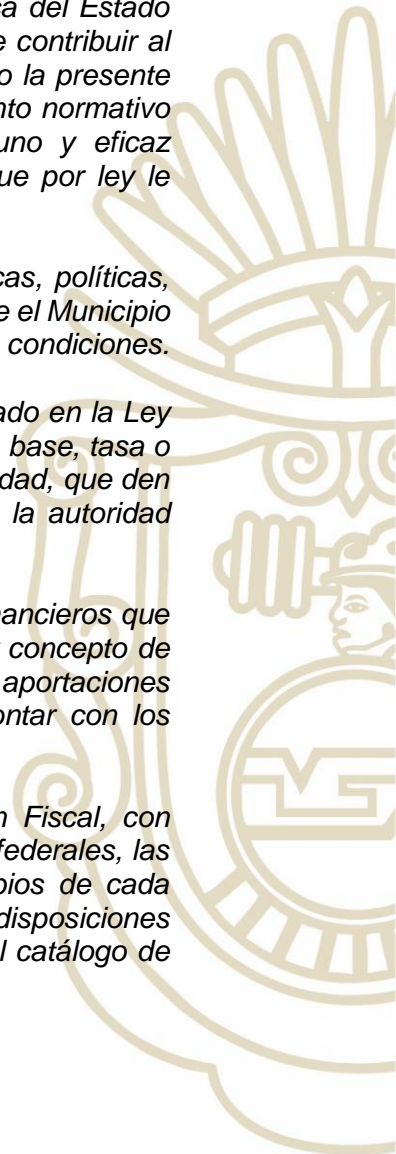 ca del Estado
e contribuir al
o la presente
nto normativo
uno y eficaz
ue por ley le
cas, políticas,
e el Municipio
condiciones.
ado en la Ley
base, tasa o
dad, que den
la autoridad
nancieros que
concepto de
aportaciones
ontar con los
n Fiscal, con
federales, las
pios de cada
disposiciones
l catálogo de